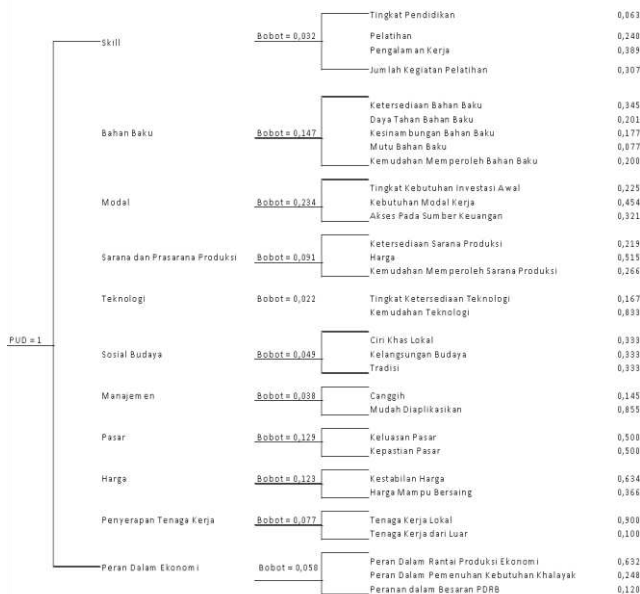 Tingkat Pendidikan 0,063
Skill Bobot = 0,032 Pelatihan 0,240
Pengalaman Kerja 0,389
Jumlah Kegiatan Pelatihan 0,307
Ketersediaan Bahan Baku 0,345
Daya Tahan Bahan Baku 0,201
Bahan Baku Bobot = 0,147 Kesinambungan Bahan Baku 0,177
Mutu Bahan Baku 0,077
Kemudahan Memperoleh Bahan Baku 0,200
Tingkat Kebutuhan Investasi Awal 0,225
Modal Bobot = 0,234 Kebutuhan Modal Kerja 0,454
Akses Pada Sumber Keuangan 0,321
Ketersediaan Sarana Produksi 0,219
Sarana dan Prasarana Produksi Bobot = 0,091 Harga 0,515
Kemudahan Memperoleh Sarana Produksi 0,266
Teknologi Bobot = 0,022 Tingkat Ketersediaan Teknologi 0,167
Kemudahan Teknologi 0,833
PUD = 1
Ciri Khas Lokal 0,333
Sosial Budaya Bobot = 0,049 Kelangsungan Budaya 0,333
Tradisi 0,333
Manajemen Bobot = 0,038 Canggih 0,145
Mudah Diaplikasikan 0,855
Pasar Bobot = 0,129 Keluasan Pasar 0,500
Kepastian Pasar 0,500
Harga Bobot = 0,123 Kestabilan Harga 0,634
Harga Mampu Bersaing 0,366
Penyerapan Tenaga Kerja Bobot = 0,077 Tenaga Kerja Lokal 0,900
Tenaga Kerja dari Luar 0,100
Peran Dalam Ekonomi Bobot = 0,058 Peran Dalam Rantai Produksi Ekonomi 0,632
Peran Dalam Pemenuhan Kebutuhan Khalayak 0,248
Peranan dalam Besaran PDRB 0,120